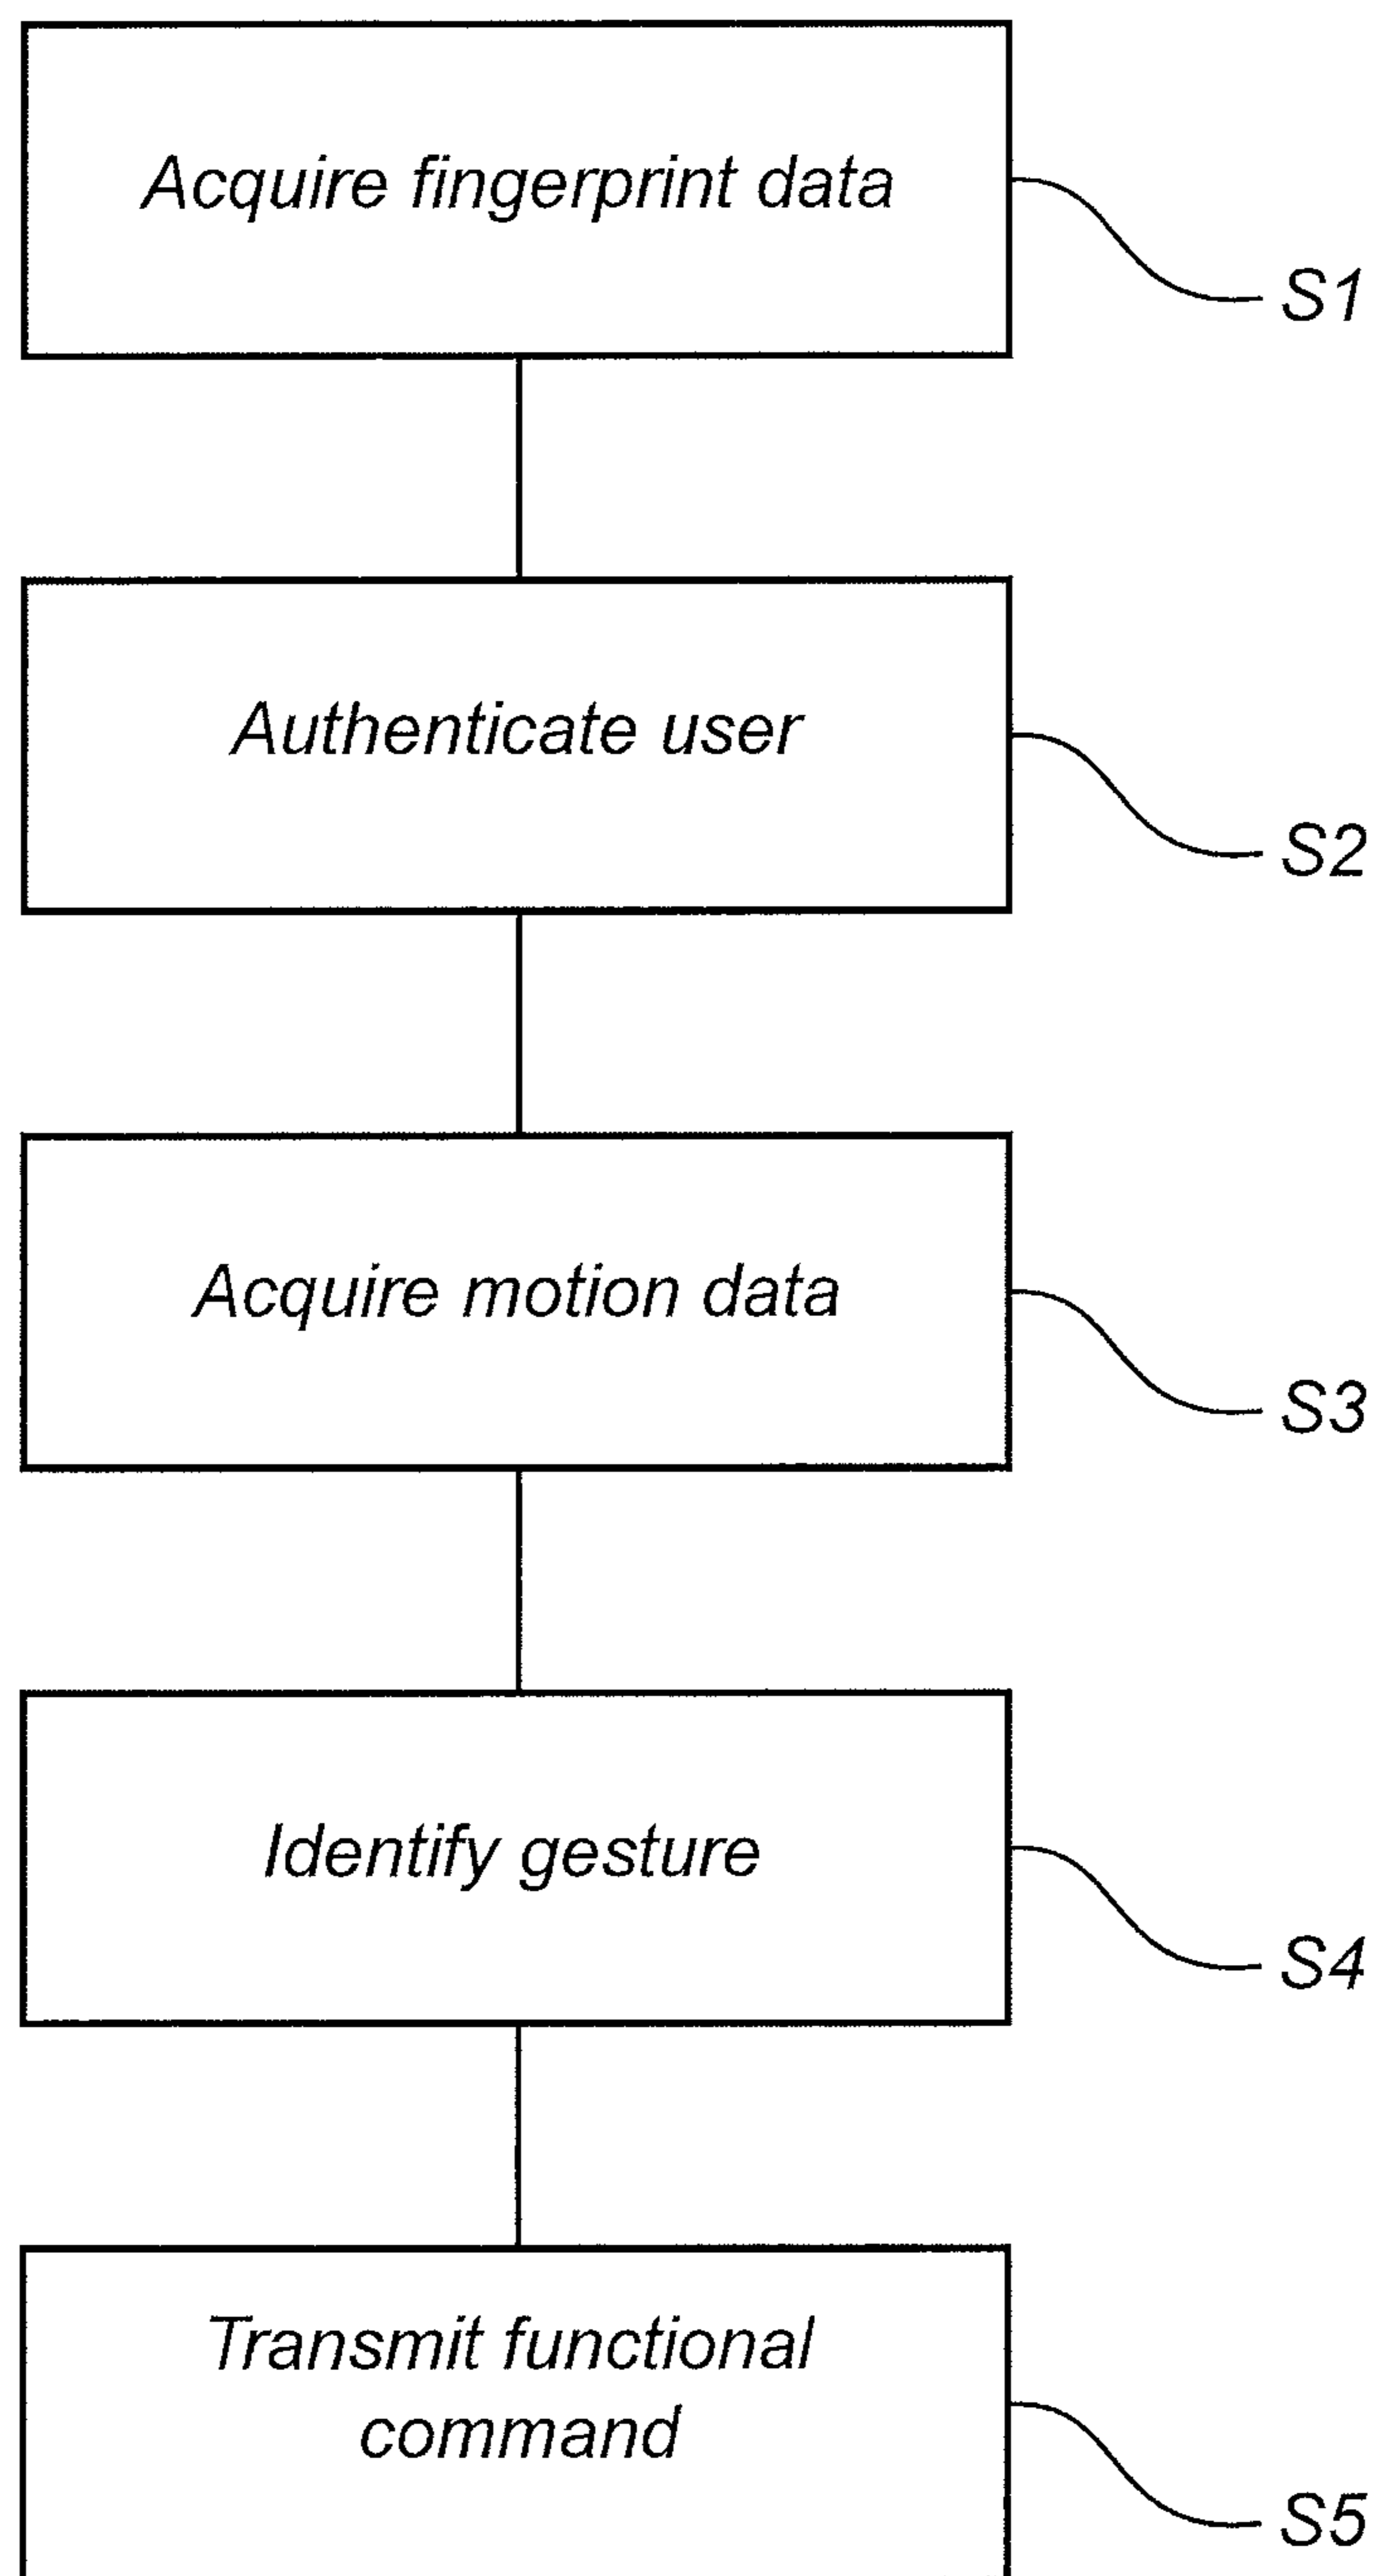 Acquire fingerprint data
S1
Authenticate user
S2
Acquire motion data
S3
Identify gesture
S4
Transmit functional
command
S5